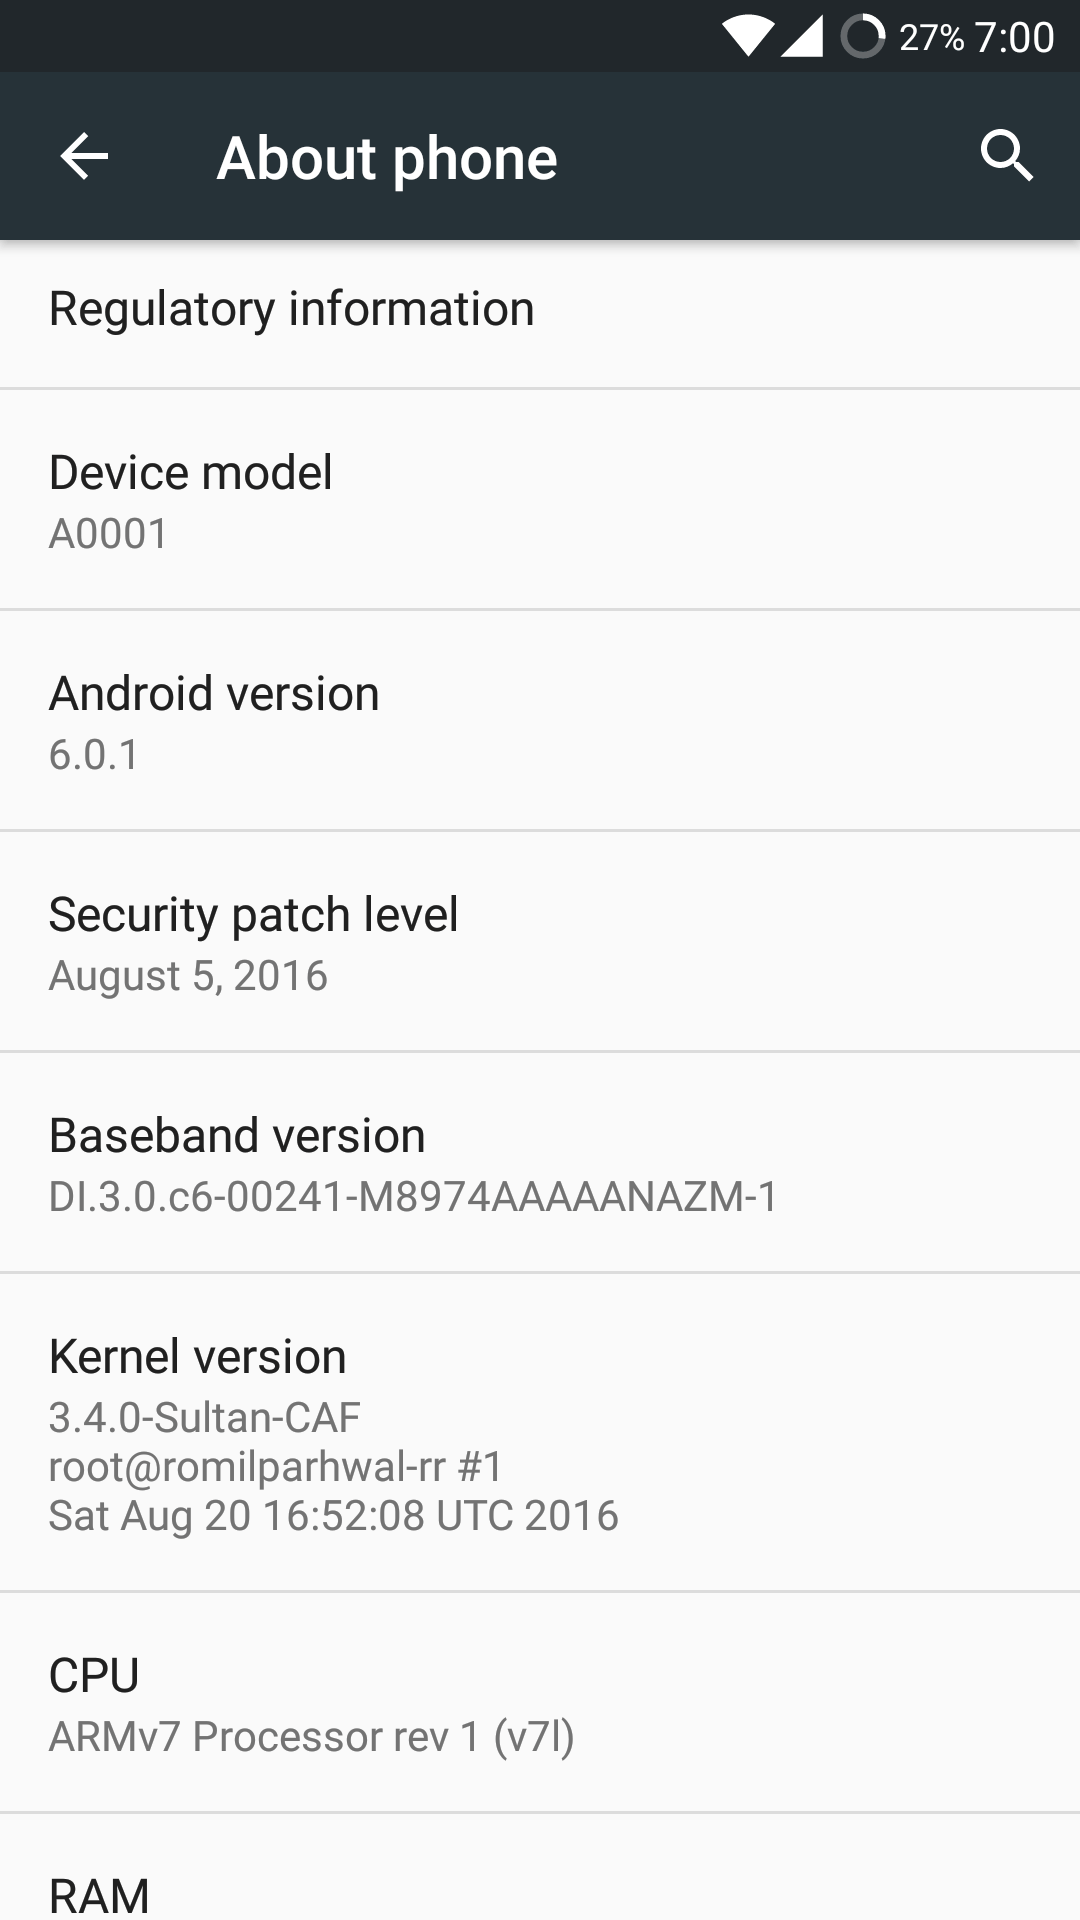 27% 7:00
About phone
Regulatory information
Device model
A0001
Android version
6.0.1
Security patch level
August 5, 2016
Baseband version
DI.3.0.c6-00241-M8974AAAAANAZM-1
Kernel version
3.4.0-Sultan-CAF
root@romilparhwal-rr #1
Sat Aug 20 16:52:08 UTC 2016
CPU
ARMv7 Processor rev 1 (v7l)
RAM